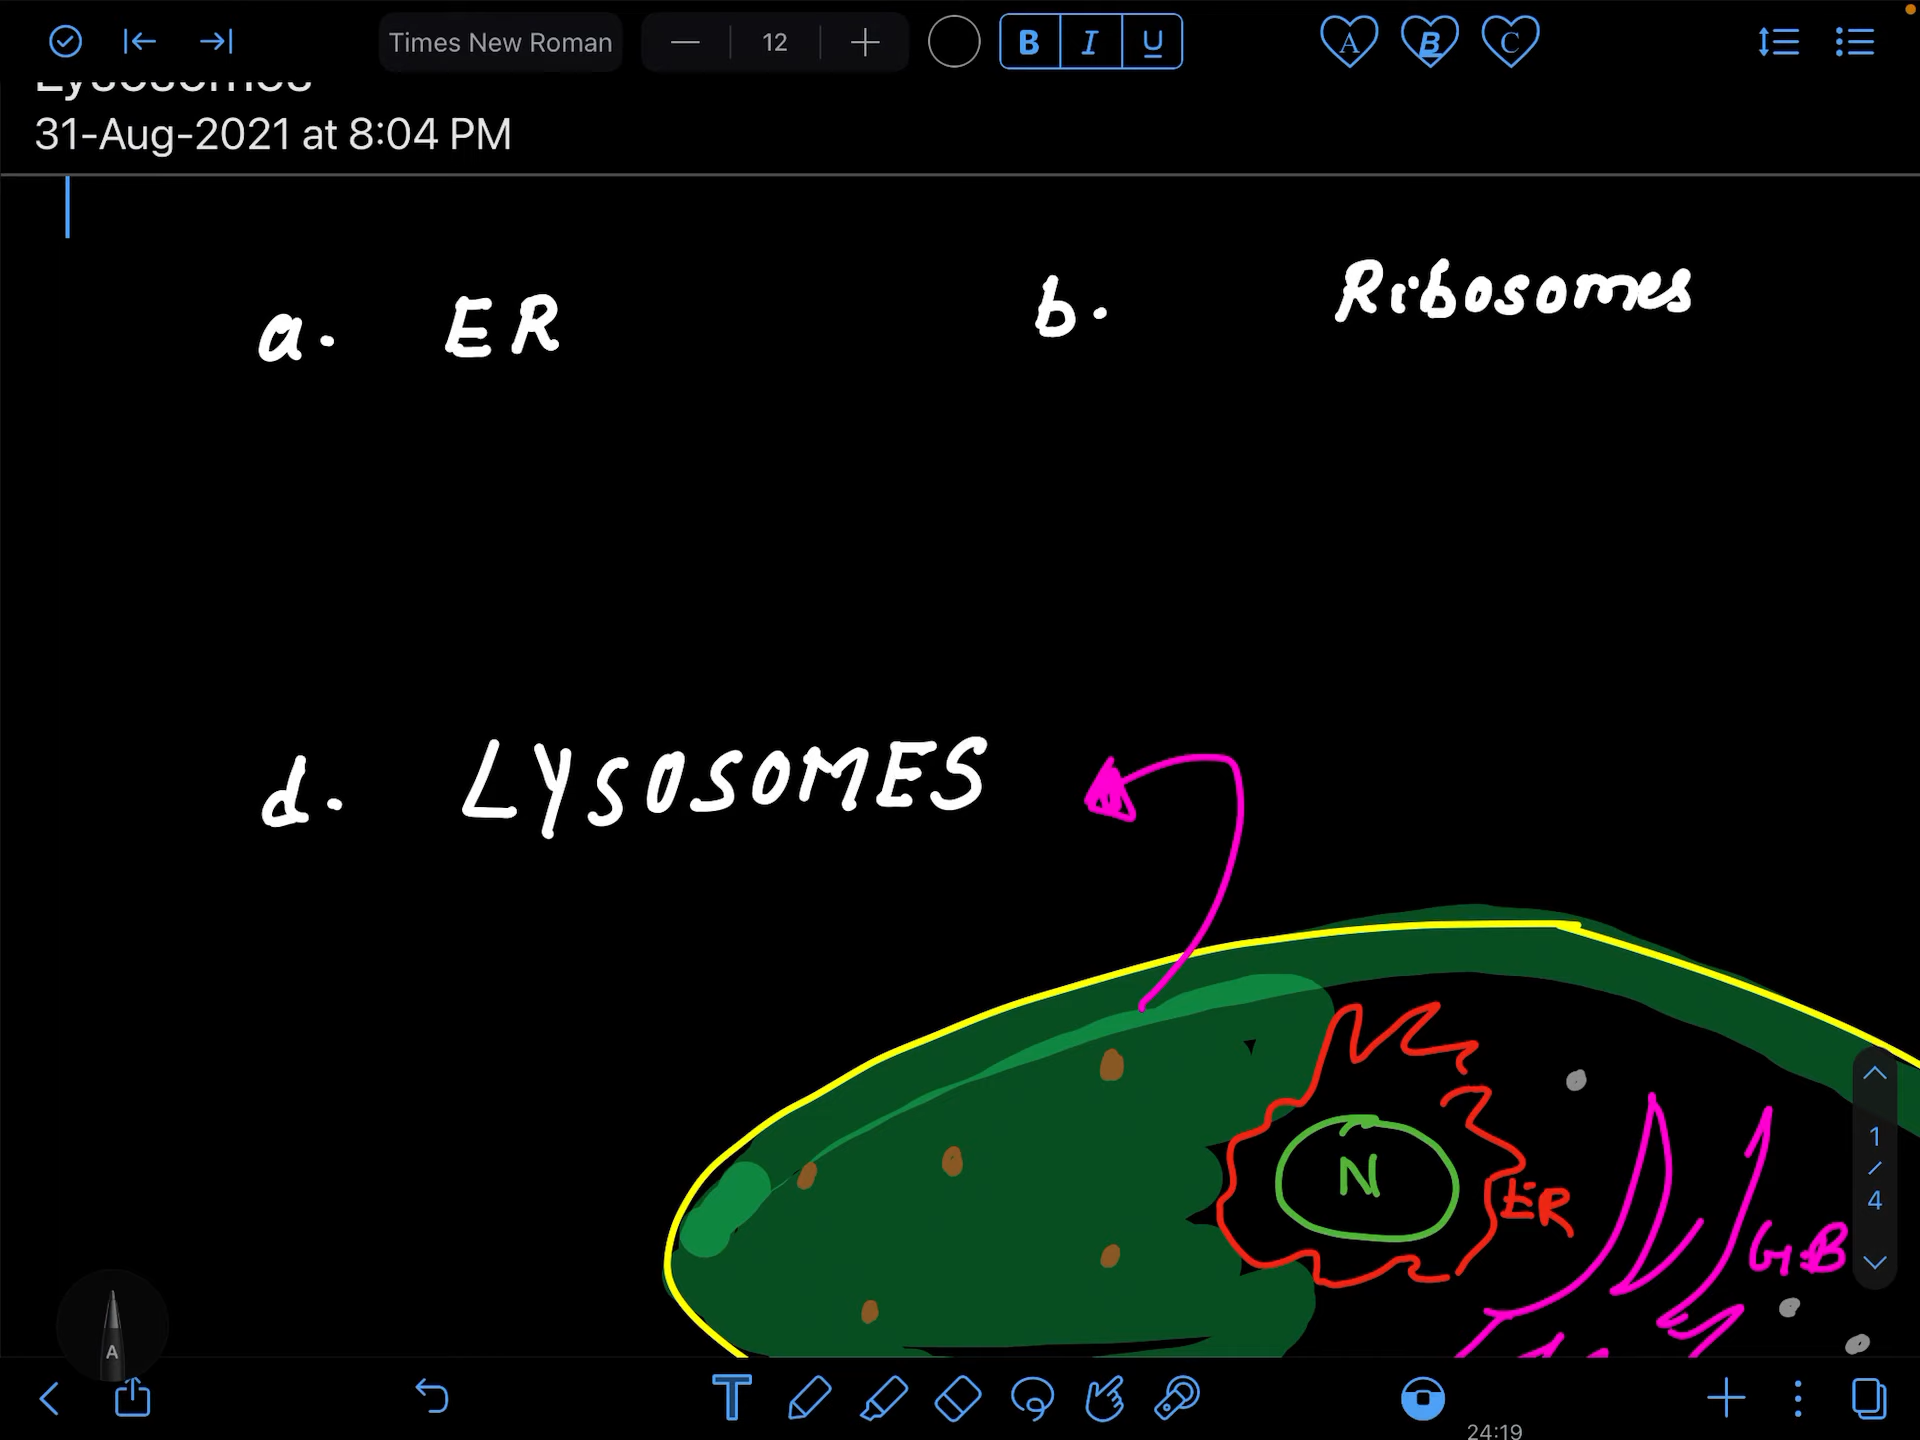 Times New Roman
12
B I U
A B C
Lysosomes
31-Aug-2021 at 8:04 PM
a. ER
b. Ribosomes
d. LYSOSOMES
N
ER
G.B
1
/
4
A
T
24:19